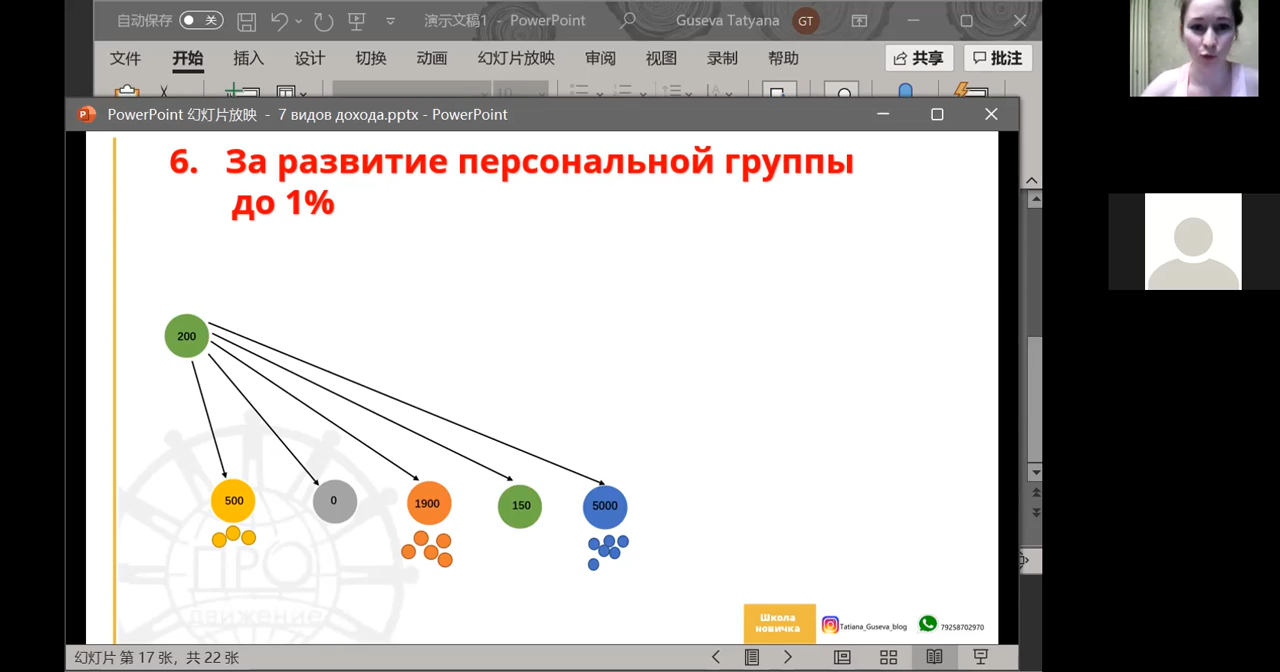 自动保存 关 演示文稿1 - PowerPoint Guseva Tatyana GT
文件 开始 插入 设计 切换 动画 幻灯片放映 审阅 视图 录制 帮助 共享 批注
PowerPoint 幻灯片放映 - 7 видов дохода.pptx - PowerPoint
6. За развитие персональной группы
до 1%
200
500 0 1900 150 5000
ПРО
движение
Школа
новичка
Tatiana_Guseva_blog 79258702970
幻灯片 第 17 张，共 22 张